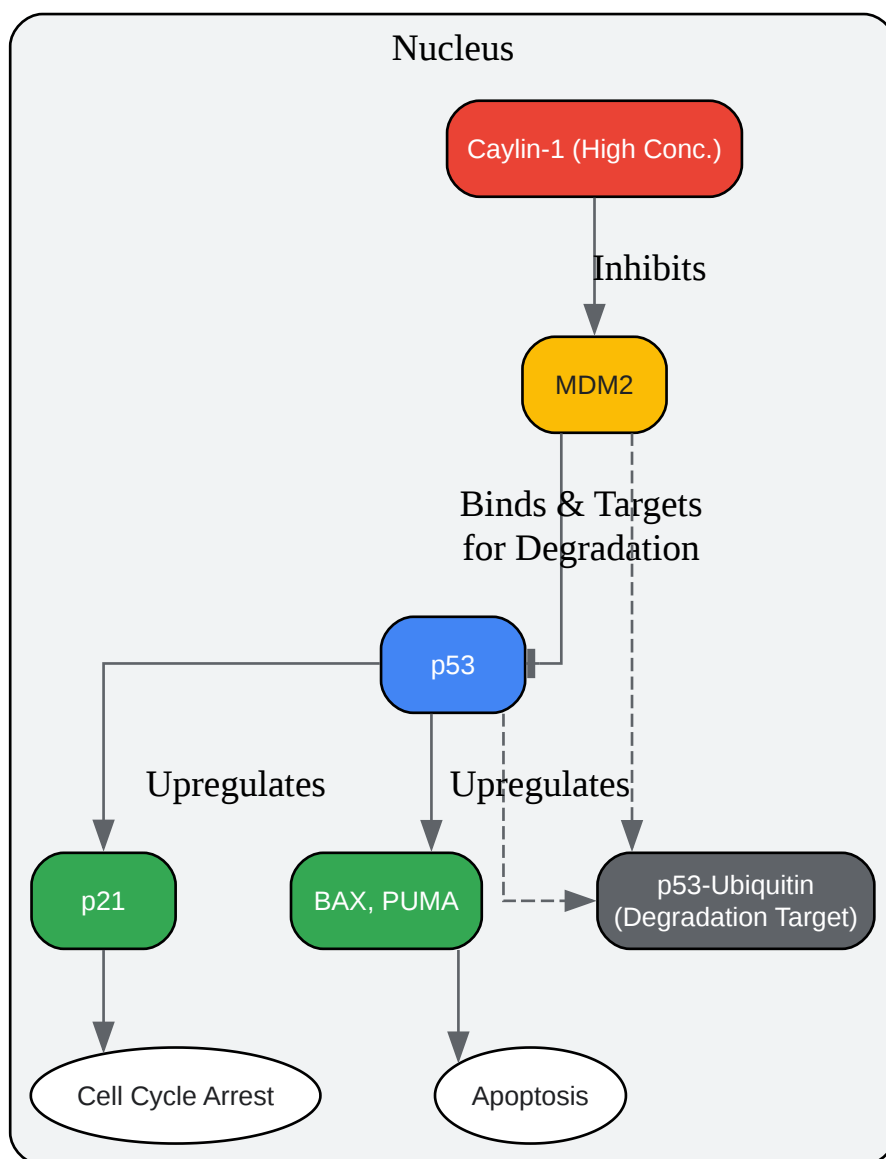 Nucleus
Caylin-1 (High Conc.)
Inhibits
MDM2
Binds & Targets
for Degradation
p53
Upregulates
Upregulates
p21
BAX, PUMA
p53-Ubiquitin
(Degradation Target)
Cell Cycle Arrest
Apoptosis